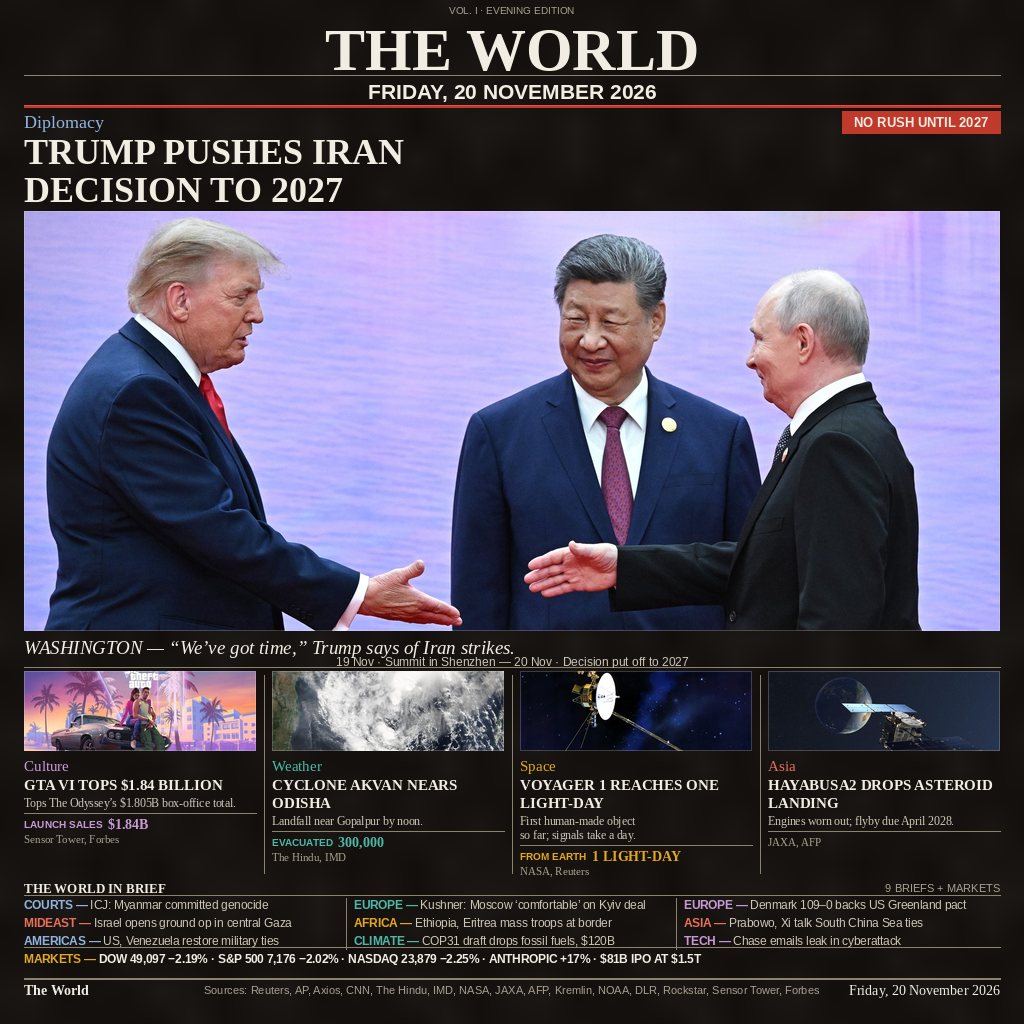 VOL. I · EVENING EDITION
THE WORLD
FRIDAY, 20 NOVEMBER 2026
Diplomacy
NO RUSH UNTIL 2027
TRUMP PUSHES IRAN
DECISION TO 2027
WASHINGTON — “We’ve got time,” Trump says of Iran strikes.
19 Nov · Summit in Shenzhen — 20 Nov · Decision put off to 2027
theft
auto
Culture
GTA VI TOPS $1.84 BILLION
Tops The Odyssey’s $1.805B box-office total.
LAUNCH SALES $1.84B
Sensor Tower, Forbes
Weather
CYCLONE AKVAN NEARS
ODISHA
Landfall near Gopalpur by noon.
EVACUATED 300,000
The Hindu, IMD
Space
VOYAGER 1 REACHES ONE
LIGHT-DAY
First human-made object
so far; signals take a day.
FROM EARTH 1 LIGHT-DAY
NASA, Reuters
Asia
HAYABUSA2 DROPS ASTEROID
LANDING
Engines worn out; flyby due April 2028.
JAXA, AFP
THE WORLD IN BRIEF
9 BRIEFS + MARKETS
COURTS — ICJ: Myanmar committed genocide
MIDEAST — Israel opens ground op in central Gaza
AMERICAS — US, Venezuela restore military ties
EUROPE — Kushner: Moscow ‘comfortable’ on Kyiv deal
AFRICA — Ethiopia, Eritrea mass troops at border
CLIMATE — COP31 draft drops fossil fuels, $120B
EUROPE — Denmark 109–0 backs US Greenland pact
ASIA — Prabowo, Xi talk South China Sea ties
TECH — Chase emails leak in cyberattack
MARKETS — DOW 49,097 −2.19% · S&P 500 7,176 −2.02% · NASDAQ 23,879 −2.25% · ANTHROPIC +17% · $81B IPO AT $1.5T
The World
Sources: Reuters, AP, Axios, CNN, The Hindu, IMD, NASA, JAXA, AFP, Kremlin, NOAA, DLR, Rockstar, Sensor Tower, Forbes
Friday, 20 November 2026